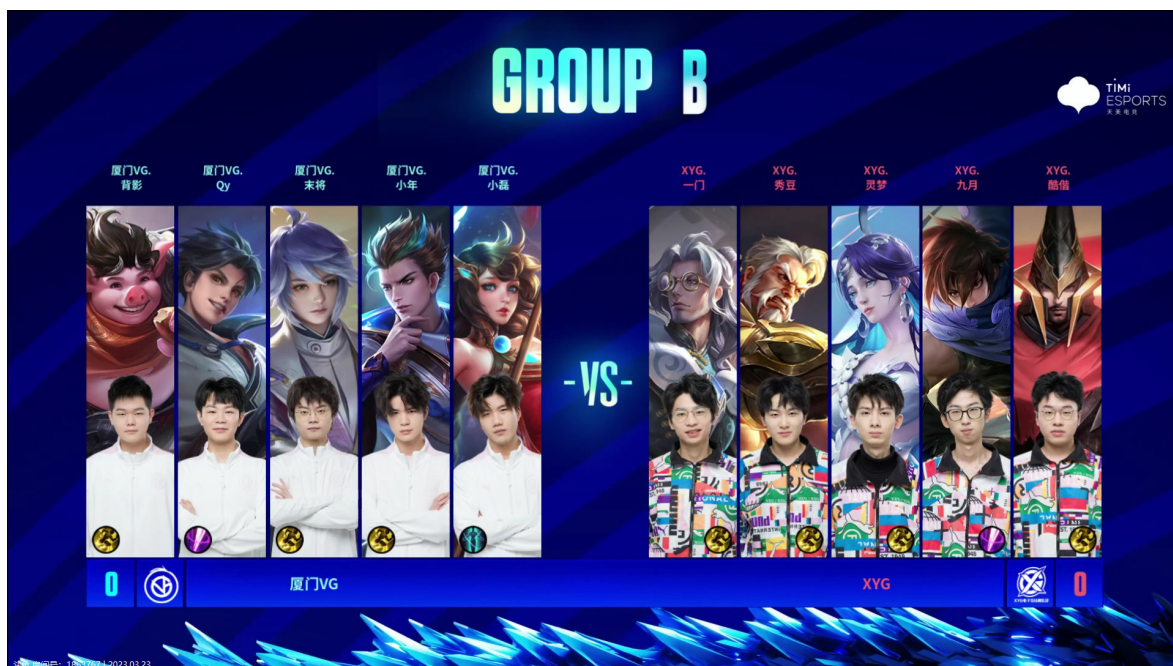 GROUP B
TiMi
ESPORTS
天美电竞
厦门VG.
背影
厦门VG.
Qy
厦门VG.
末将
厦门VG.
小年
厦门VG.
小磊
XYG.
一门
XYG.
秀豆
XYG.
灵梦
XYG.
九月
XYG.
酷偕
-VS-
0
厦门VG
XYG
0
2023.03.23